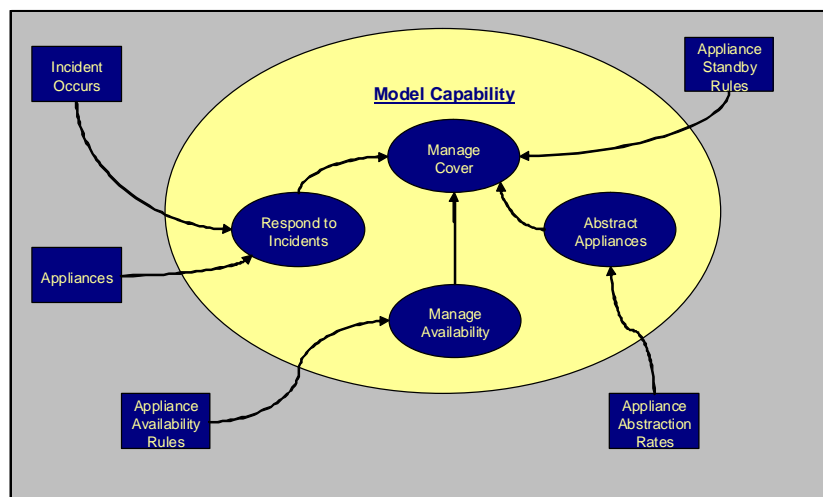 Incident
Occurs
Appliance
Standby
Rules
Model Capability
Manage
Cover
Respond to
Incidents
Abstract
Appliances
Appliances
Manage
Availability
Appliance
Availability
Rules
Appliance
Abstraction
Rates